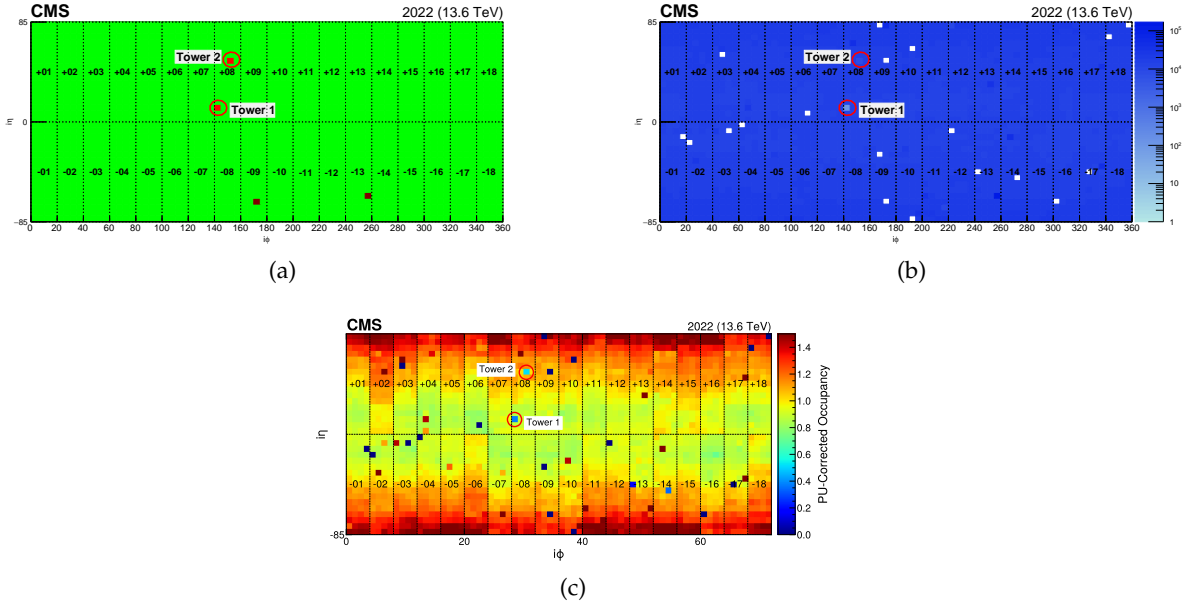 CMS 2022 (13.6 TeV)
85
Tower 2
+01 +02 +03 +04 +05 +06 +07 +08 +09 +10 +11 +12 +13 +14 +15 +16 +17 +18
Tower 1
iη
0
-01 -02 -03 -04 -05 -06 -07 -08 -09 -10 -11 -12 -13 -14 -15 -16 -17 -18
−85
0 20 40 60 80 100 120 140 160 180 200 220 240 260 280 300 320 340 360
iϕ
(a)
CMS 2022 (13.6 TeV)
85
Tower 2
+01 +02 +03 +04 +05 +06 +07 +08 +09 +10 +11 +12 +13 +14 +15 +16 +17 +18
Tower 1
iη
0
-01 -02 -03 -04 -05 -06 -07 -08 -09 -10 -11 -12 -13 -14 -15 -16 -17 -18
−85
0 20 40 60 80 100 120 140 160 180 200 220 240 260 280 300 320 340 360
iϕ
10⁵
10⁴
10³
10²
10
1
(b)
CMS 2022 (13.6 TeV)
Tower 2
+01 +02 +03 +04 +05 +06 +07 +08 +09 +10 +11 +12 +13 +14 +15 +16 +17 +18
Tower 1
iη
-01 -02 -03 -04 -05 -06 -07 -08 -09 -10 -11 -12 -13 -14 -15 -16 -17 -18
-85
0 20 40 60
iϕ
1.4
1.2
1.0
0.8
0.6
0.4
0.2
0.0
PU-Corrected Occupancy
(c)